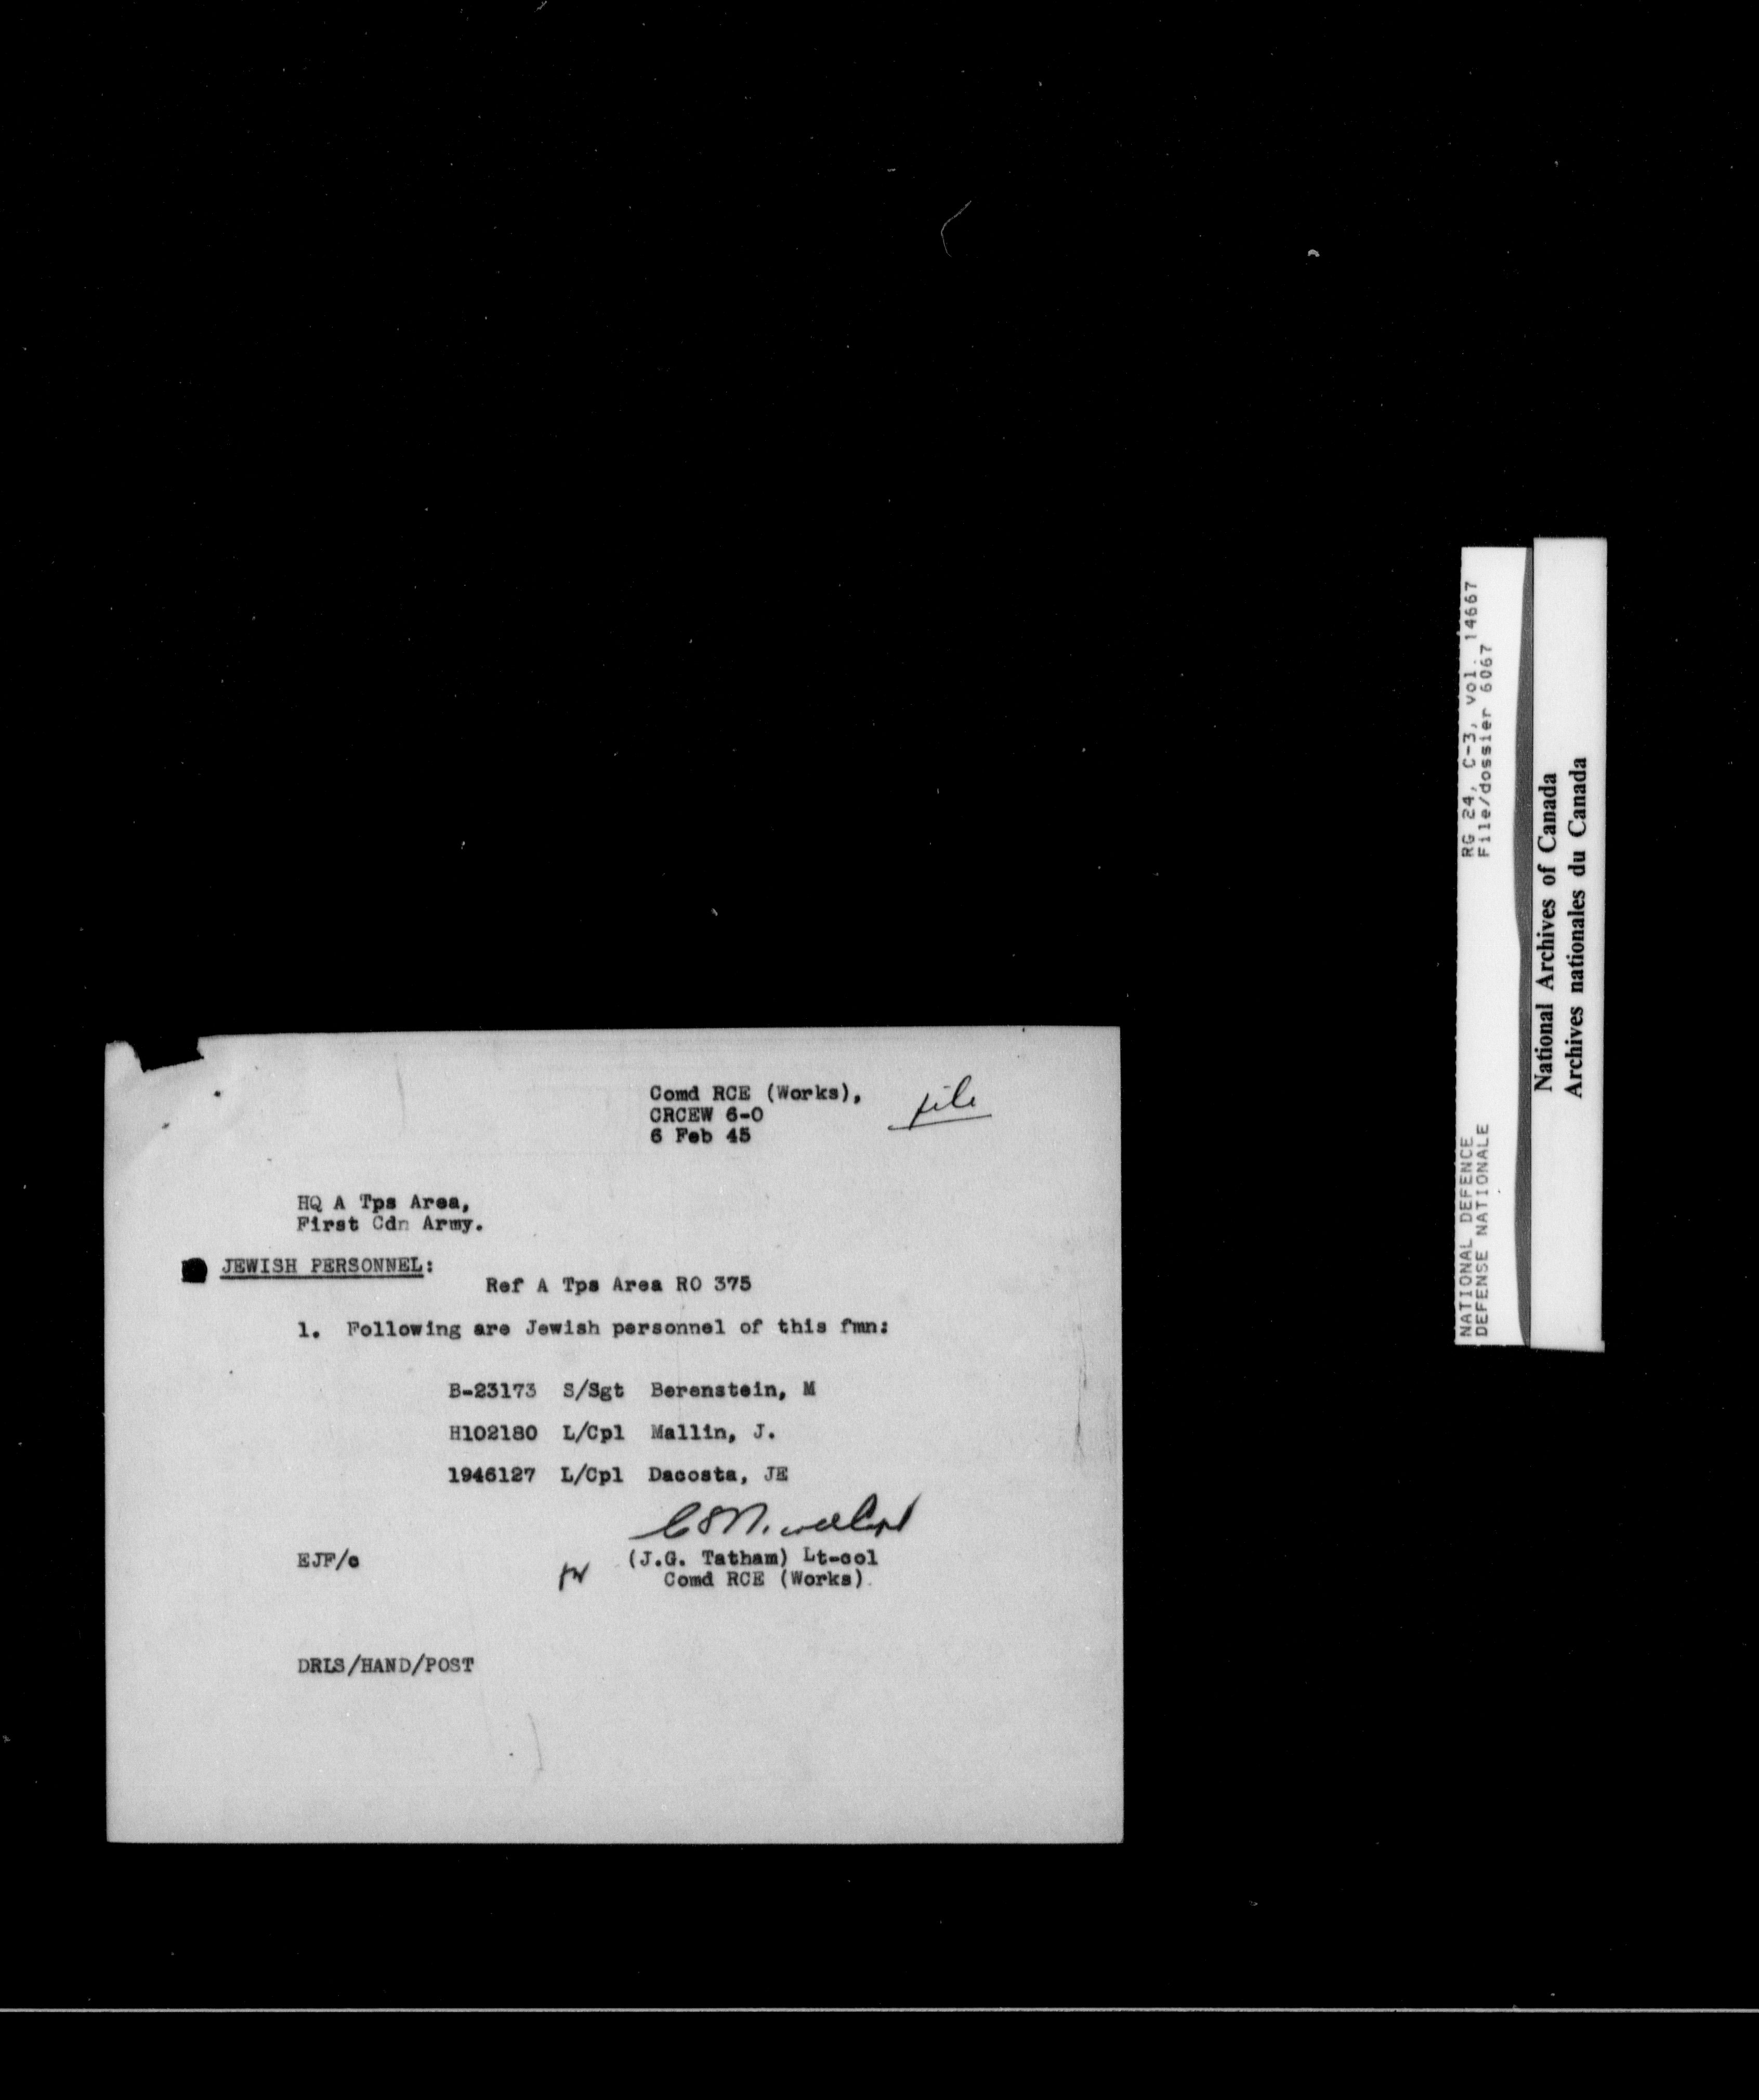 Comd RCE (Works),
CRCEW 6-0
6 Feb 45
file
HQ A Tps Area,
First Cdn Army.
JEWISH PERSONNEL:
Ref A Tps Area RO 375
1. Following are Jewish personnel of this fmn:
B-23173 S/Sgt Berenstein, M
H102180 L/Cpl Mallin, J.
1946127 L/Cpl Dacosta, JE
EJF/c
for (J.G. Tatham) Lt-col
Comd RCE (Works).
DRLS/HAND/POST
NATIONAL DEFENCE RG 24, C-3, vol. 14667
DEFENSE NATIONALE File/dossier 6067
National Archives of Canada
Archives nationales du Canada